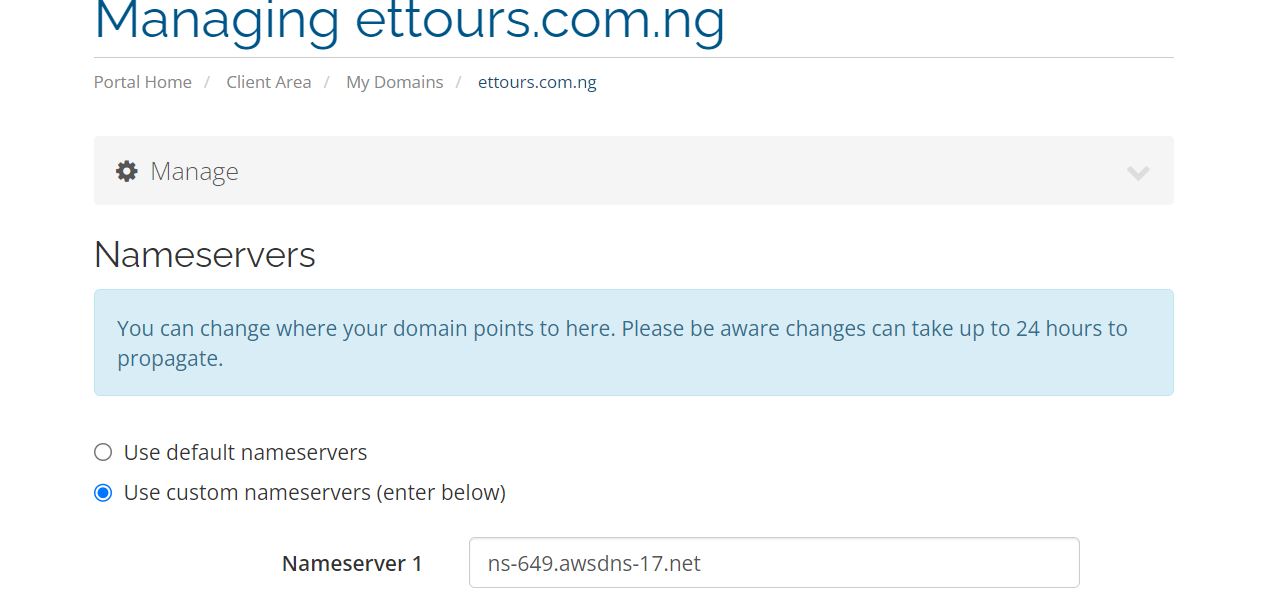 Managing ettours.com.ng
Portal Home / Client Area / My Domains / ettours.com.ng
Manage
Nameservers
You can change where your domain points to here. Please be aware changes can take up to 24 hours to
propagate.
Use default nameservers
Use custom nameservers (enter below)
Nameserver 1 ns-649.awsdns-17.net